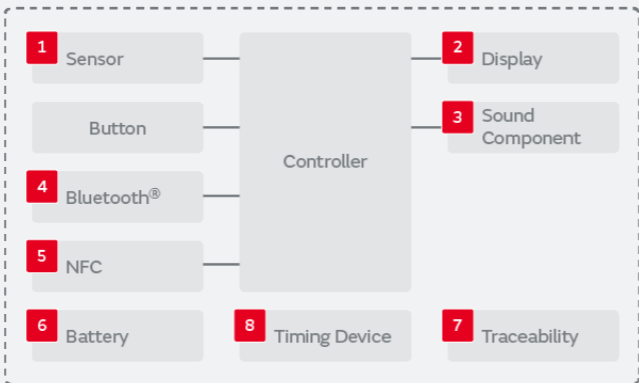 1 Sensor
2 Display
Button
3 Sound
Component
Controller
4 Bluetooth®
5 NFC
6 Battery
8 Timing Device
7 Traceability